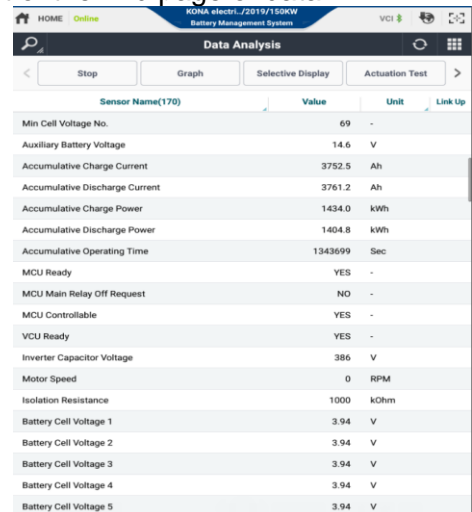 HOME Online KONA electri../2019/150KW VCI
Battery Management System
Data Analysis
Stop Graph Selective Display Actuation Test
Sensor Name(170) Value Unit Link Up
Min Cell Voltage No. 69 -
Auxiliary Battery Voltage 14.6 V
Accumulative Charge Current 3752.5 Ah
Accumulative Discharge Current 3761.2 Ah
Accumulative Charge Power 1434.0 kWh
Accumulative Discharge Power 1404.8 kWh
Accumulative Operating Time 1343699 Sec
MCU Ready YES -
MCU Main Relay Off Request NO -
MCU Controllable YES -
VCU Ready YES -
Inverter Capacitor Voltage 386 V
Motor Speed 0 RPM
Isolation Resistance 1000 kOhm
Battery Cell Voltage 1 3.94 V
Battery Cell Voltage 2 3.94 V
Battery Cell Voltage 3 3.94 V
Battery Cell Voltage 4 3.94 V
Battery Cell Voltage 5 3.94 V